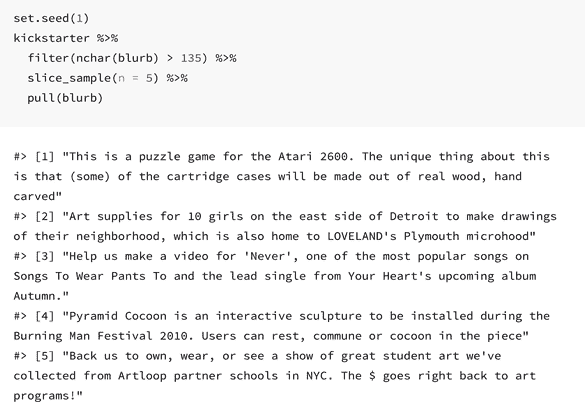 set.seed(1)
kickstarter %>%
  filter(nchar(blurb) > 135) %>%
  slice_sample(n = 5) %>%
  pull(blurb)
#> [1] "This is a puzzle game for the Atari 2600. The unique thing about this
is that (some) of the cartridge cases will be made out of real wood, hand
carved"
#> [2] "Art supplies for 10 girls on the east side of Detroit to make drawings
of their neighborhood, which is also home to LOVELAND's Plymouth microhood"
#> [3] "Help us make a video for 'Never', one of the most popular songs on
Songs To Wear Pants To and the lead single from Your Heart's upcoming album
Autumn."
#> [4] "Pyramid Cocoon is an interactive sculpture to be installed during the
Burning Man Festival 2010. Users can rest, commune or cocoon in the piece"
#> [5] "Back us to own, wear, or see a show of great student art we've
collected from Artloop partner schools in NYC. The $ goes right back to art
programs!"